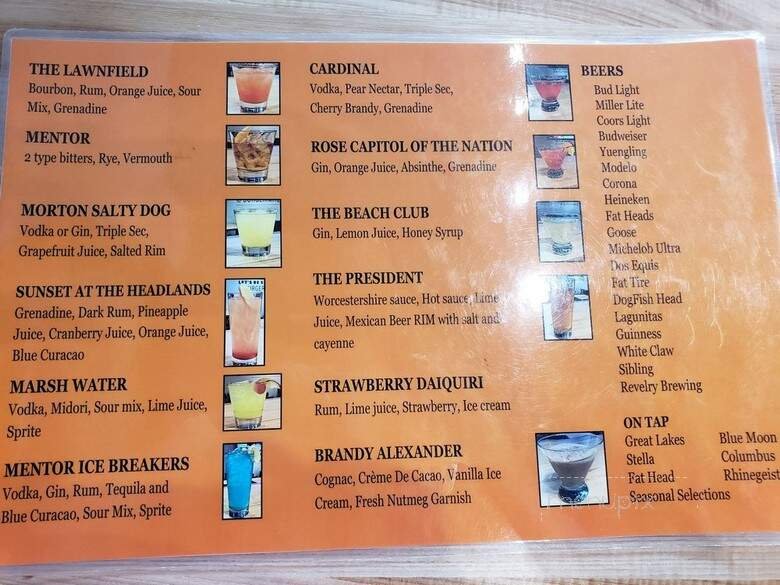 THE LAWNFIELD
Bourbon, Rum, Orange Juice, Sour
Mix, Grenadine
MENTOR
2 type bitters, Rye, Vermouth
MORTON SALTY DOG
Vodka or Gin, Triple Sec,
Grapefruit Juice, Salted Rim
SUNSET AT THE HEADLANDS
Grenadine, Dark Rum, Pineapple
Juice, Cranberry Juice, Orange Juice,
Blue Curacao
MARSH WATER
Vodka, Midori, Sour mix, Lime Juice,
Sprite
MENTOR ICE BREAKERS
Vodka, Gin, Rum, Tequila and
Blue Curacao, Sour Mix, Sprite
CARDINAL
Vodka, Pear Nectar, Triple Sec,
Cherry Brandy, Grenadine
ROSE CAPITOL OF THE NATION
Gin, Orange Juice, Absinthe, Grenadine
THE BEACH CLUB
Gin, Lemon Juice, Honey Syrup
THE PRESIDENT
Worcestershire sauce, Hot sauce, Lime
Juice, Mexican Beer RIM with salt and
cayenne
STRAWBERRY DAIQUIRI
Rum, Lime juice, Strawberry, Ice cream
BRANDY ALEXANDER
Cognac, Crème De Cacao, Vanilla Ice
Cream, Fresh Nutmeg Garnish
BEERS
Bud Light
Miller Lite
Coors Light
Budweiser
Yuengling
Modelo
Corona
Heineken
Fat Heads
Goose
Michelob Ultra
Dos Equis
Fat Tire
DogFish Head
Lagunitas
Guinness
White Claw
Sibling
Revelry Brewing
ON TAP
Great Lakes
Stella
Fat Head
Seasonal Selections
Blue Moon
Columbus
Rhinegeist